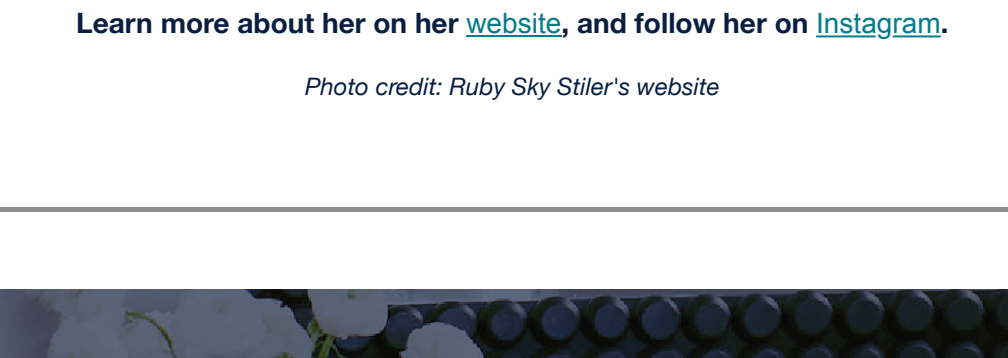 Learn more about her on her website, and follow her on Instagram.
Photo credit: Ruby Sky Stiler's website